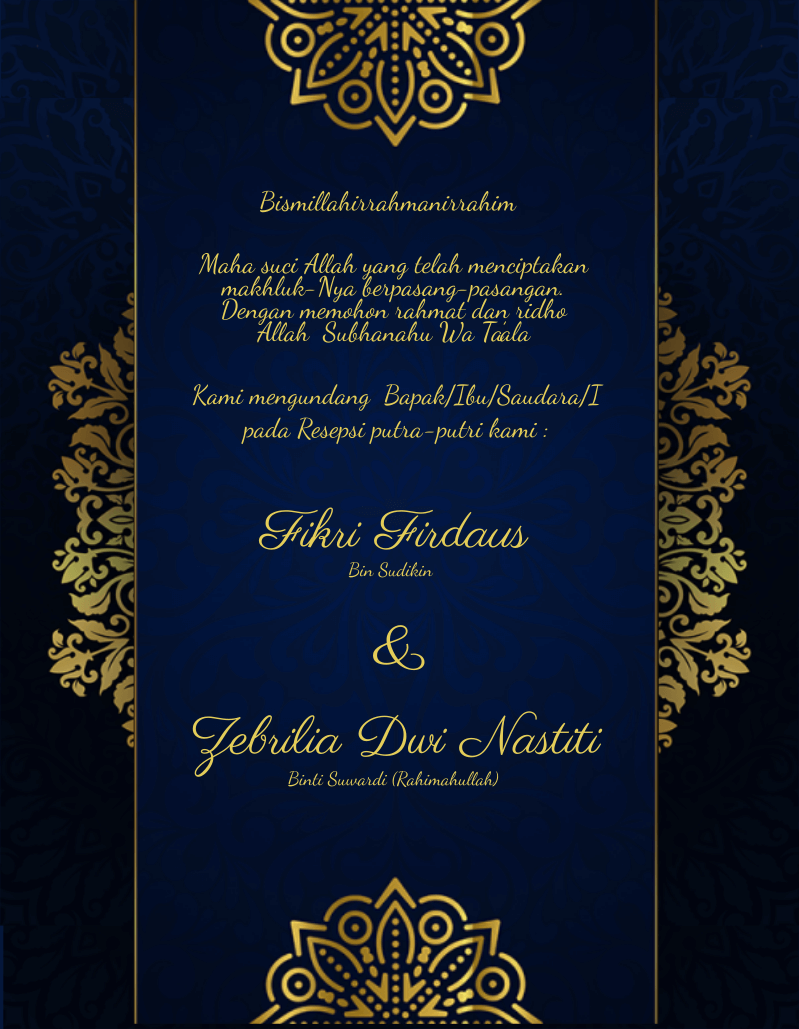 Bismillahirrahmanirrahim
Maha suci Allah yang telah menciptakan
makhluk-Nya berpasang-pasangan.
Dengan memohon rahmat dan ridho
Allah Subhanahu Wa Ta'ala
Kami mengundang Bapak/Ibu/Saudara/I
pada Resepsi putra-putri kami :
Fikri Firdaus
Bin Sudikin
&
Zebrilia Dwi Nastiti
Binti Suwardi (Rahimahullah)